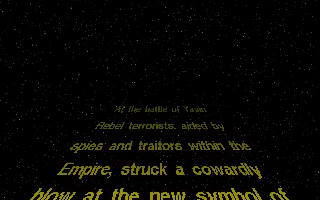 At the battle of Yavin
Rebel terrorists, aided by
spies and traitors within the
Empire, struck a cowardly
blow at the new symbol of